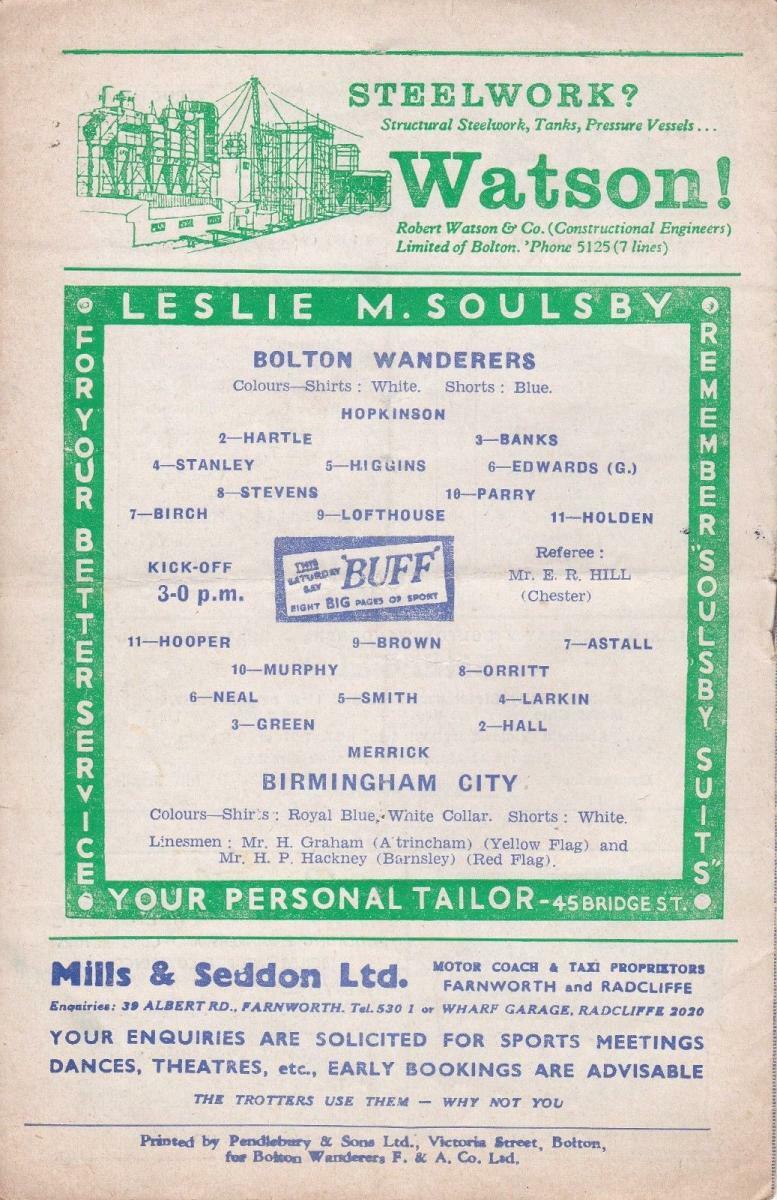 STEELWORK?
Structural Steelwork, Tanks, Pressure Vessels...
Watson!
Robert Watson & Co. (Constructional Engineers)
Limited of Bolton. 'Phone 5125 (7 lines)
LESLIE M. SOULSBY
FOR YOUR BETTER SERVICE
REMEMBER "SOULSBY SUITS"
BOLTON WANDERERS
Colours—Shirts : White. Shorts : Blue.
HOPKINSON
2—HARTLE 3—BANKS
4—STANLEY 5—HIGGINS 6—EDWARDS (G.)
8—STEVENS 10—PARRY
7—BIRCH 9—LOFTHOUSE 11—HOLDEN
KICK-OFF
3-0 p.m.
THE SATURDAY
"BUFF"
EIGHT BIG PAGES OF SPORT
Referee :
Mr. E. R. HILL
(Chester)
11—HOOPER 9—BROWN 7—ASTALL
10—MURPHY 8—ORRITT
6—NEAL 5—SMITH 4—LARKIN
3—GREEN 2—HALL
MERRICK
BIRMINGHAM CITY
Colours—Shirts : Royal Blue, White Collar. Shorts : White.
Linesmen : Mr. H. Graham (A'trincham) (Yellow Flag) and
Mr. H. P. Hackney (Barnsley) (Red Flag).
YOUR PERSONAL TAILOR - 45 BRIDGE ST.
Mills & Seddon Ltd.
MOTOR COACH & TAXI PROPRIETORS
FARNWORTH and RADCLIFFE
Enquiries: 39 ALBERT RD., FARNWORTH. Tel. 530 1 or WHARF GARAGE, RADCLIFFE 2020
YOUR ENQUIRIES ARE SOLICITED FOR SPORTS MEETINGS
DANCES, THEATRES, etc., EARLY BOOKINGS ARE ADVISABLE
THE TROTTERS USE THEM — WHY NOT YOU
Printed by Pendlebury & Sons Ltd., Victoria Street, Bolton,
for Bolton Wanderers F. & A. Co. Ltd.